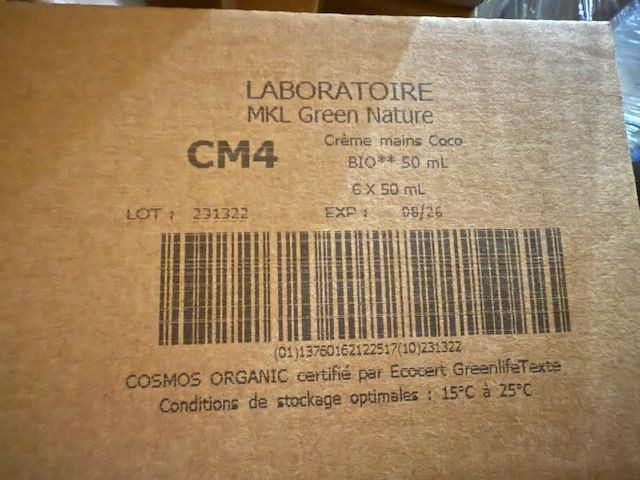 LABORATOIRE
MKL Green Nature
CM4
Crème mains Coco
BIO** 50 mL
6 X 50 mL
LOT : 231322 EXP : 08/26
(01)13760162122517(10)231322
COSMOS ORGANIC certifié par Ecocert GreenlifeTexte
Conditions de stockage optimales : 15°C à 25°C